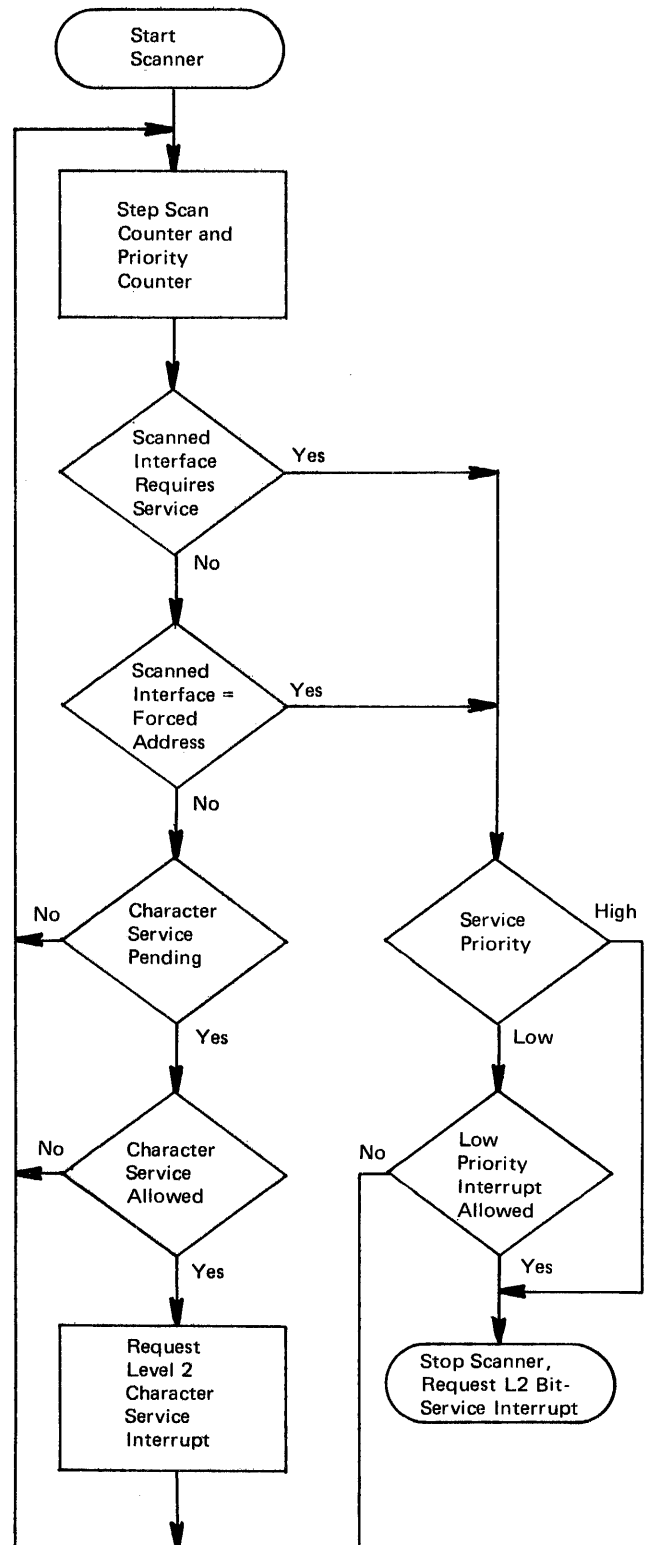 Start
Scanner
Step Scan
Counter and
Priority
Counter
Scanned
Interface
Requires
Service
Yes
No
Scanned
Interface =
Forced
Address
Yes
No
Character
Service
Pending
No
Yes
Service
Priority
High
Low
Character
Service
Allowed
No
Yes
Low
Priority
Interrupt
Allowed
No
Yes
Request
Level 2
Character
Service
Interrupt
Stop Scanner,
Request L2 Bit-
Service Interrupt